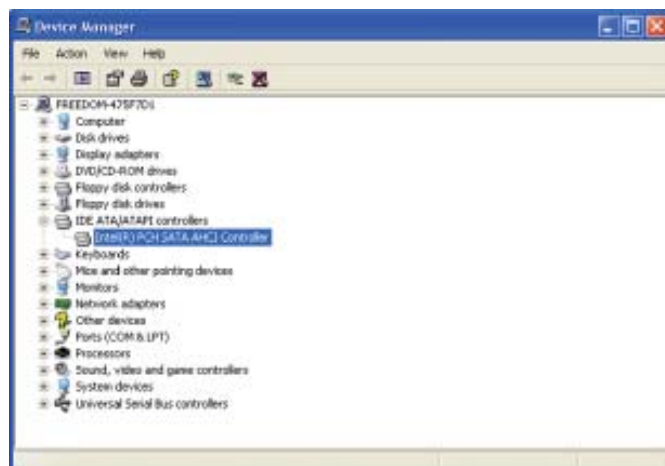 Device Manager
File Action View Help
FREEDOM-475F7D1
Computer
Disk drives
Display adapters
DVD/CD-ROM drives
Floppy disk controllers
Floppy disk drives
IDE ATA/ATAPI controllers
Intel(R) PCH SATA AHCI Controller
Keyboards
Mice and other pointing devices
Monitors
Network adapters
Other devices
Ports (COM & LPT)
Processors
Sound, video and game controllers
System devices
Universal Serial Bus controllers